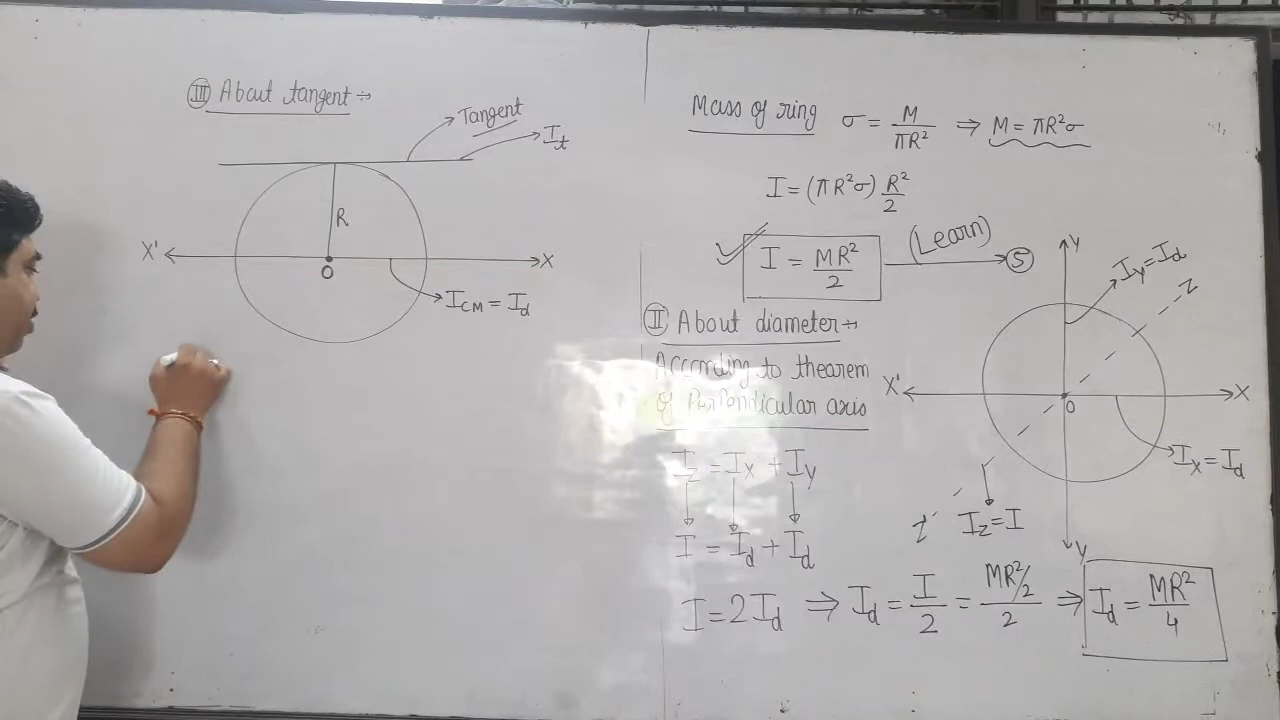 III About tangent ÷
Tangent
I_t
R
X'
X
O
I_CM = I_d
Mass of ring σ = M/πR² ⇒ M = πR²σ
I = (πR²σ) R²/2
I = MR²/2 (Learn) 5
II About diameter ÷
According to theorem
of Perpendicular axis
I_Z = I_X + I_Y
I = I_d + I_d
I = 2I_d ⇒ I_d = I/2 = MR²/2/2 ⇒ I_d = MR²/4
Y
I_Y = I_d
Z
X'
X
O
I_X = I_d
I_Z = I
Y